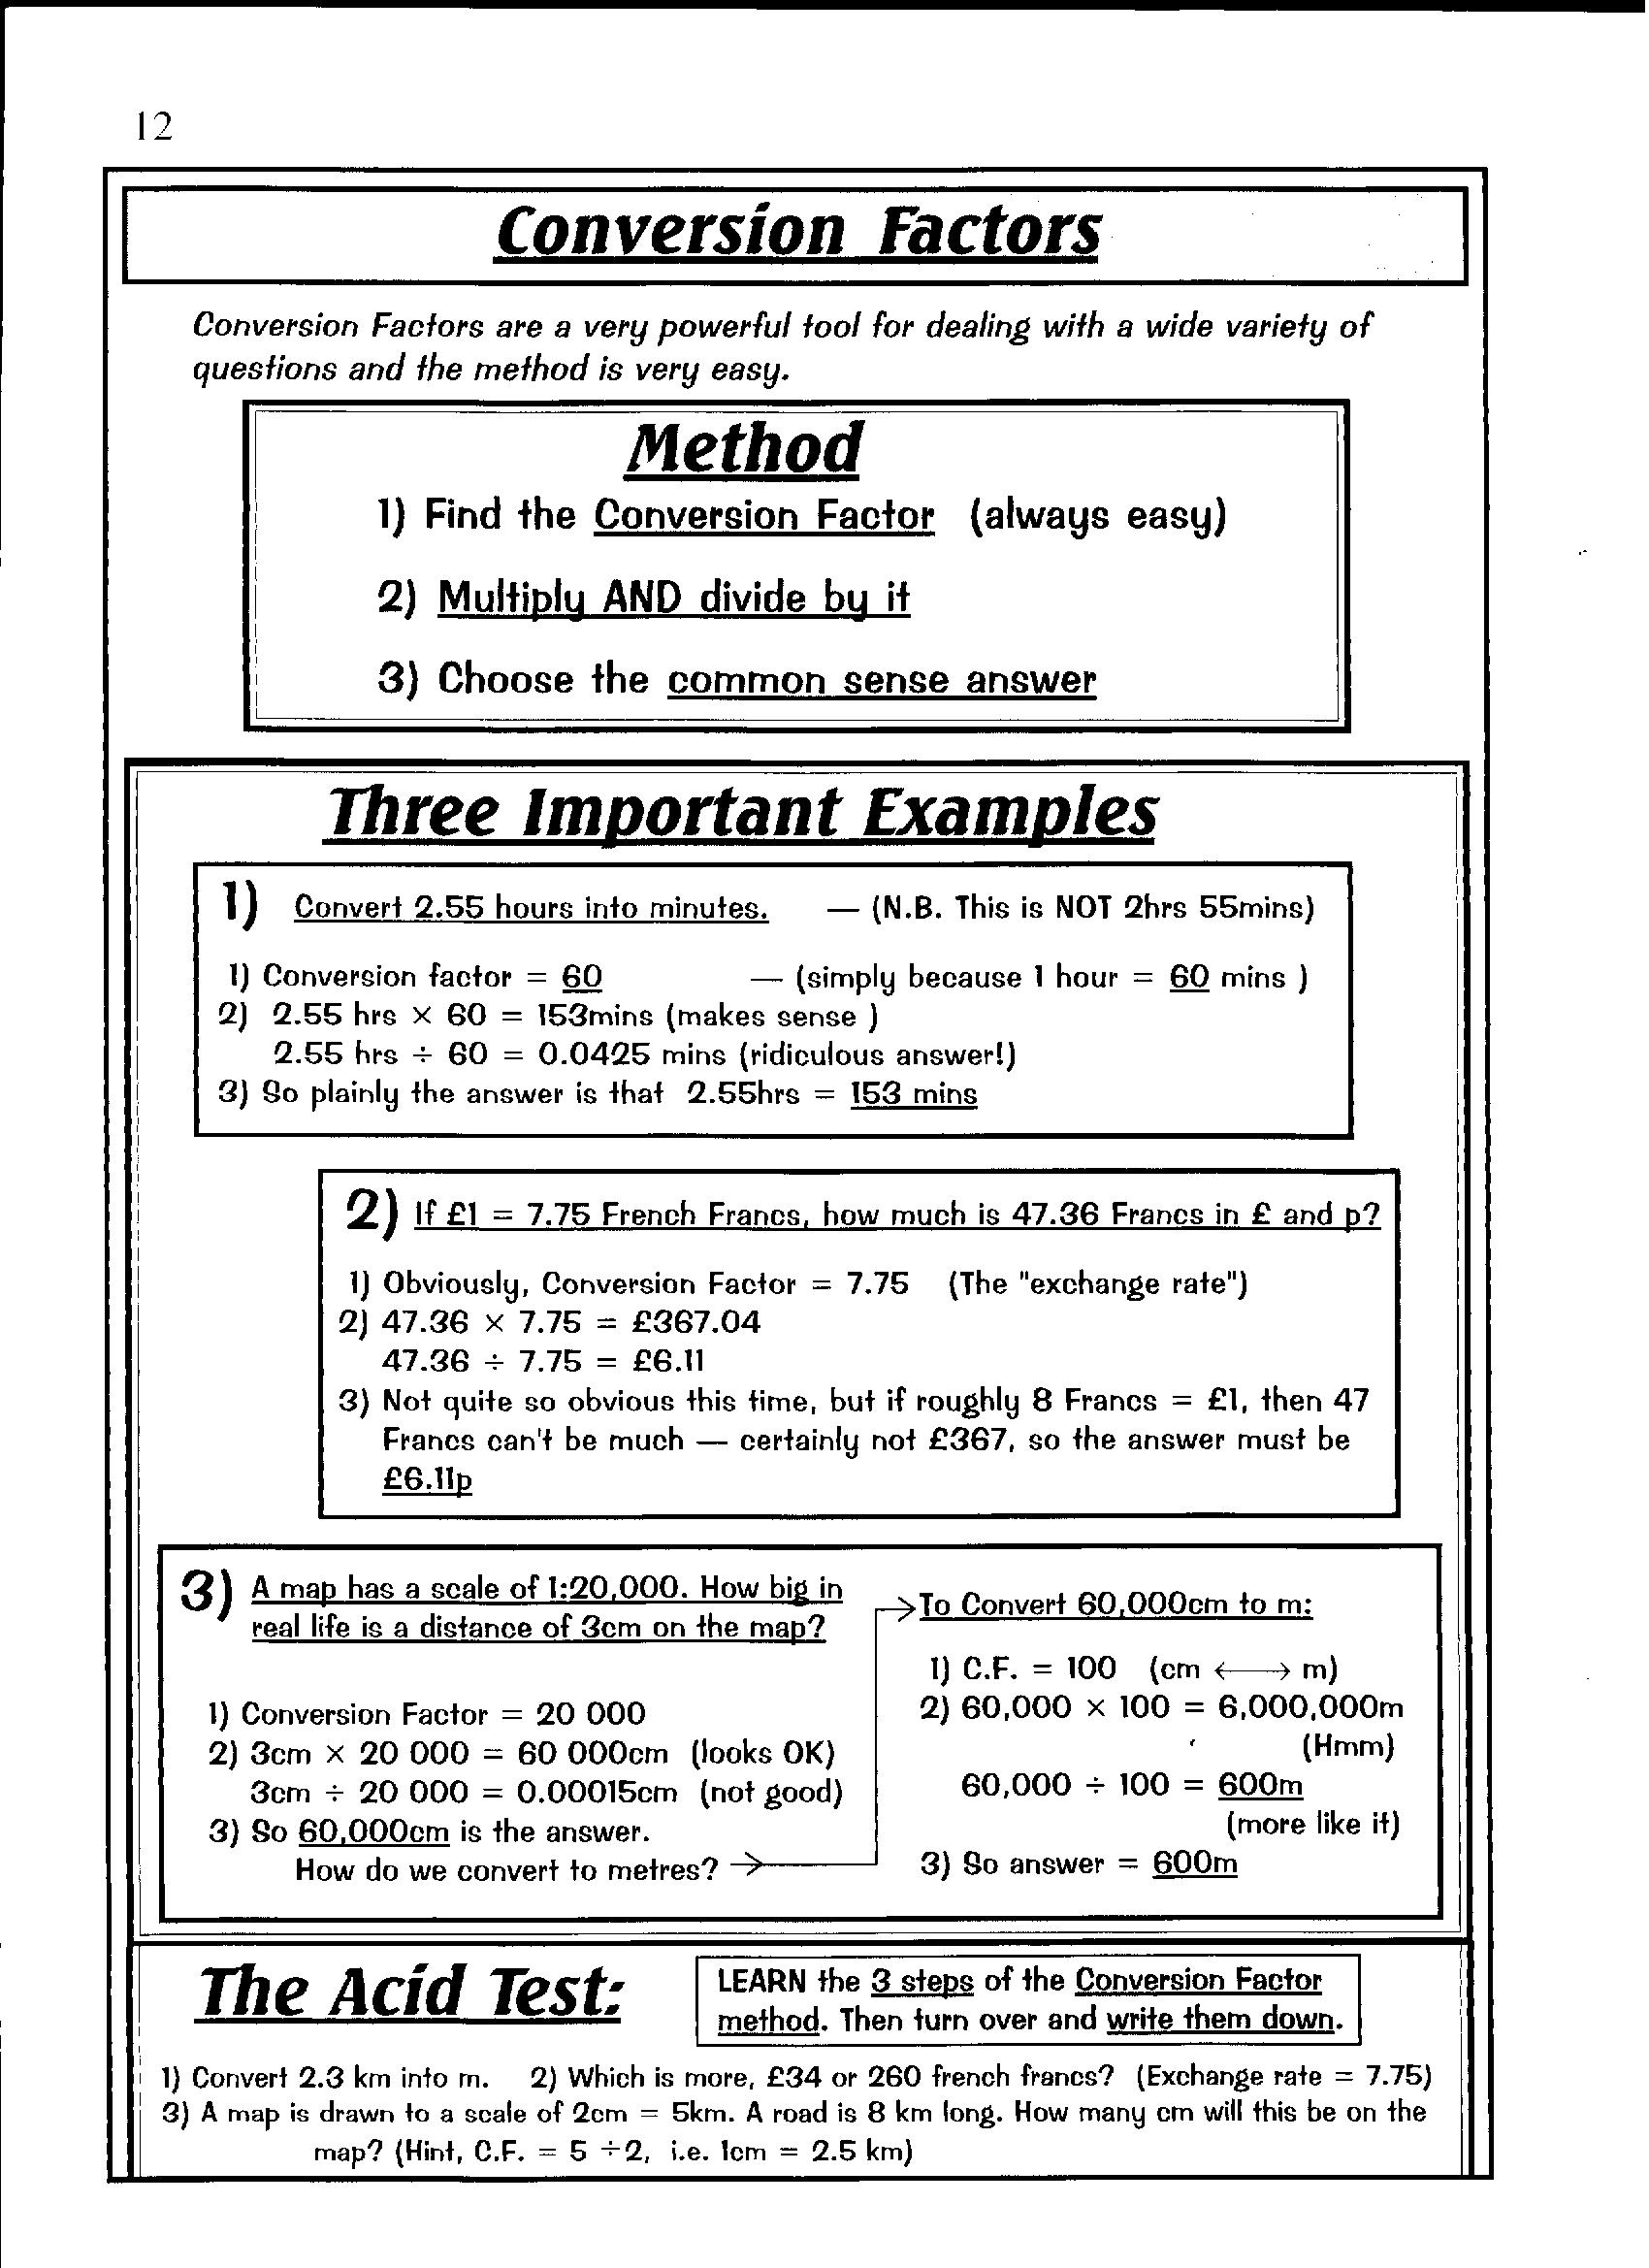 12
Conversion Factors
Conversion Factors are a very powerful tool for dealing with a wide variety of
questions and the method is very easy.
Method
1) Find the Conversion Factor (always easy)
2) Multiply AND divide by it
3) Choose the common sense answer
Three Important Examples
1) Convert 2.55 hours into minutes. — (N.B. This is NOT 2hrs 55mins)
1) Conversion factor = 60 — (simply because 1 hour = 60 mins )
2) 2.55 hrs × 60 = 153mins (makes sense )
2.55 hrs ÷ 60 = 0.0425 mins (ridiculous answer!)
3) So plainly the answer is that 2.55hrs = 153 mins
2) If £1 = 7.75 French Francs, how much is 47.36 Francs in £ and p?
1) Obviously, Conversion Factor = 7.75 (The "exchange rate")
2) 47.36 × 7.75 = £367.04
47.36 ÷ 7.75 = £6.11
3) Not quite so obvious this time, but if roughly 8 Francs = £1, then 47
Francs can't be much — certainly not £367, so the answer must be
£6.11p
3) A map has a scale of 1:20,000. How big in
real life is a distance of 3cm on the map?
1) Conversion Factor = 20 000
2) 3cm × 20 000 = 60 000cm (looks OK)
3cm ÷ 20 000 = 0.00015cm (not good)
3) So 60,000cm is the answer.
How do we convert to metres? →
→To Convert 60,000cm to m:
1) C.F. = 100 (cm ⟷ m)
2) 60,000 × 100 = 6,000,000m
(Hmm)
60,000 ÷ 100 = 600m
(more like it)
3) So answer = 600m
The Acid Test:
LEARN the 3 steps of the Conversion Factor
method. Then turn over and write them down.
1) Convert 2.3 km into m. 2) Which is more, £34 or 260 french francs? (Exchange rate = 7.75)
3) A map is drawn to a scale of 2cm = 5km. A road is 8 km long. How many cm will this be on the
map? (Hint, C.F. = 5 ÷2, i.e. 1cm = 2.5 km)